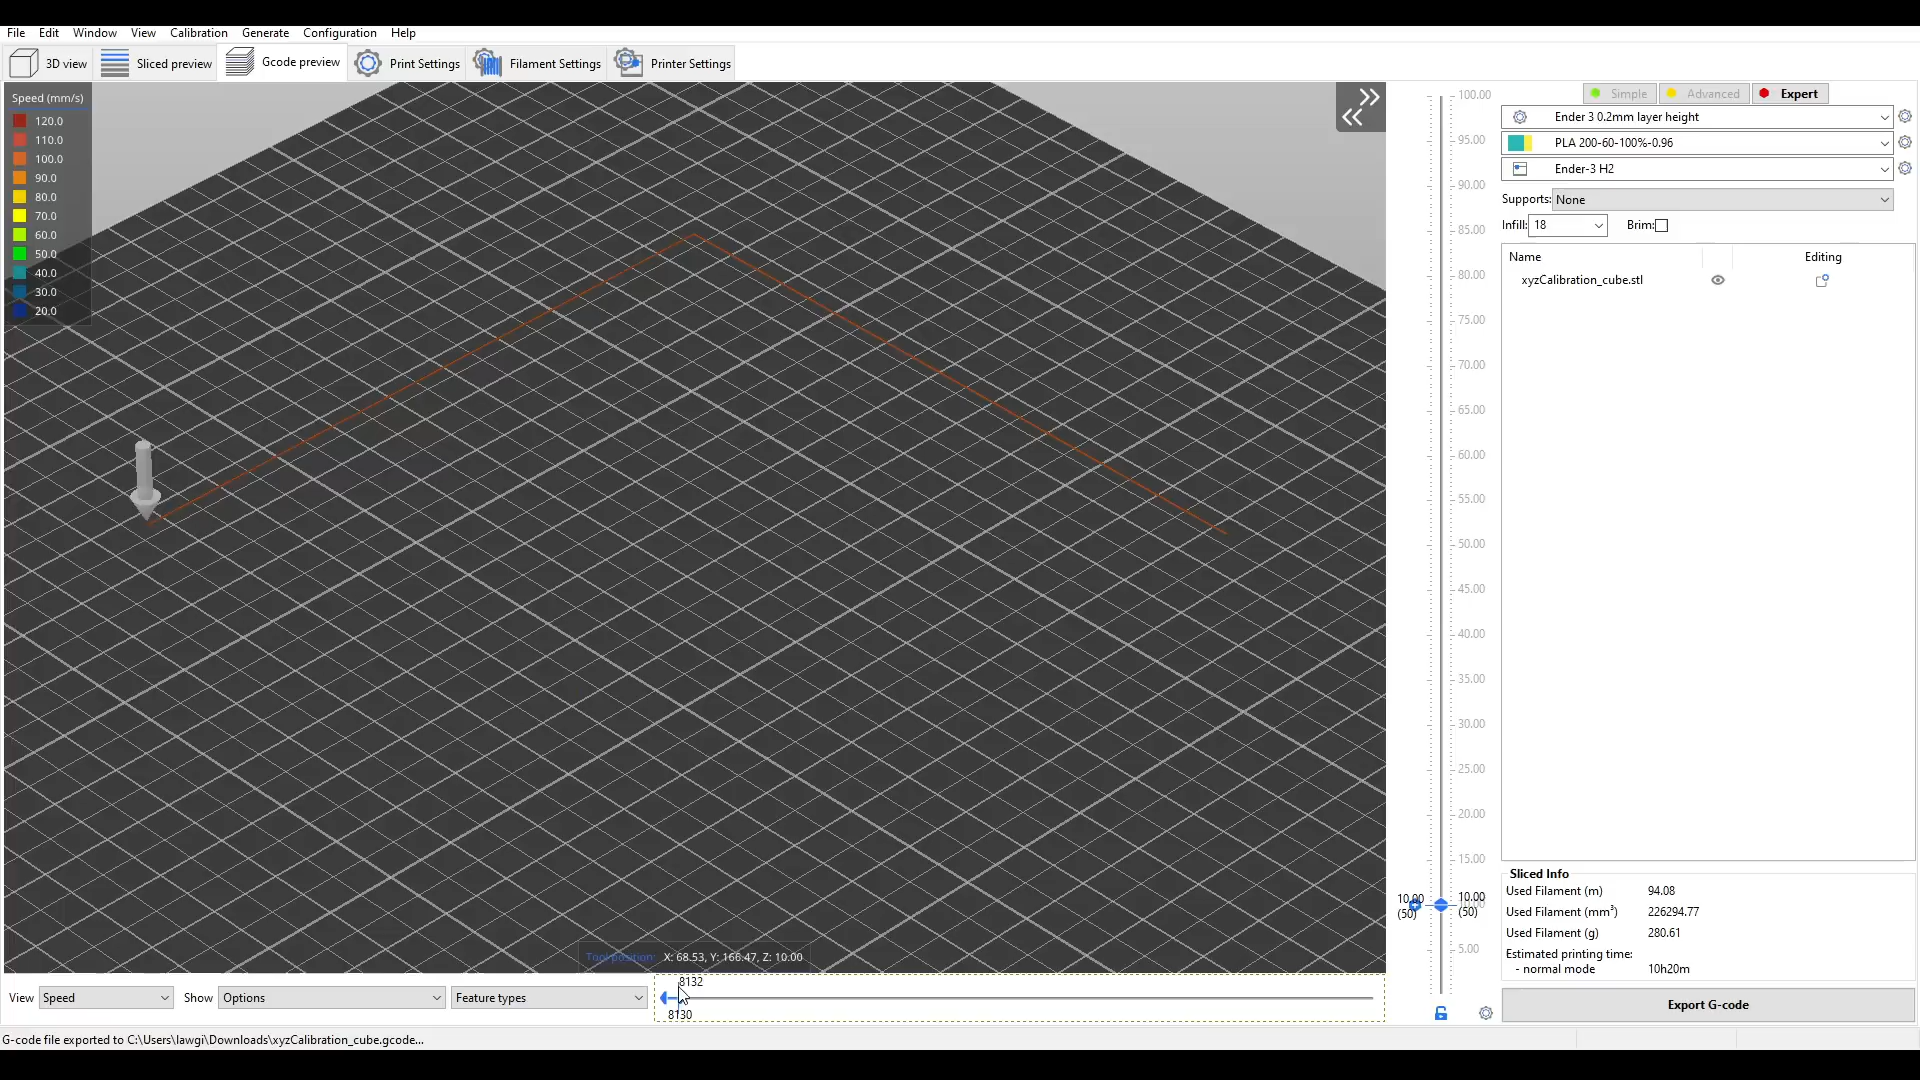 File Edit Window View Calibration Generate Configuration Help
3D view Sliced preview Gcode preview Print Settings Filament Settings Printer Settings
Speed (mm/s)
120.0
110.0
100.0
90.0
80.0
70.0
60.0
50.0
40.0
30.0
20.0
Tool position: X: 68.53, Y: 166.47, Z: 10.00
View Speed Show Options Feature types
8132
8130
100.00
95.00
90.00
85.00
80.00
75.00
70.00
65.00
60.00
55.00
50.00
45.00
40.00
35.00
30.00
25.00
20.00
15.00
10.00
(50)
10.00
(50)
5.00
Simple Advanced Expert
Ender 3 0.2mm layer height
PLA 200-60-100%-0.96
Ender-3 H2
Supports: None
Infill: 18 Brim:
Name Editing
xyzCalibration_cube.stl
Sliced Info
Used Filament (m) 94.08
Used Filament (mm³) 226294.77
Used Filament (g) 280.61
Estimated printing time:
- normal mode 10h20m
Export G-code
G-code file exported to C:\Users\lawgi\Downloads\xyzCalibration_cube.gcode...